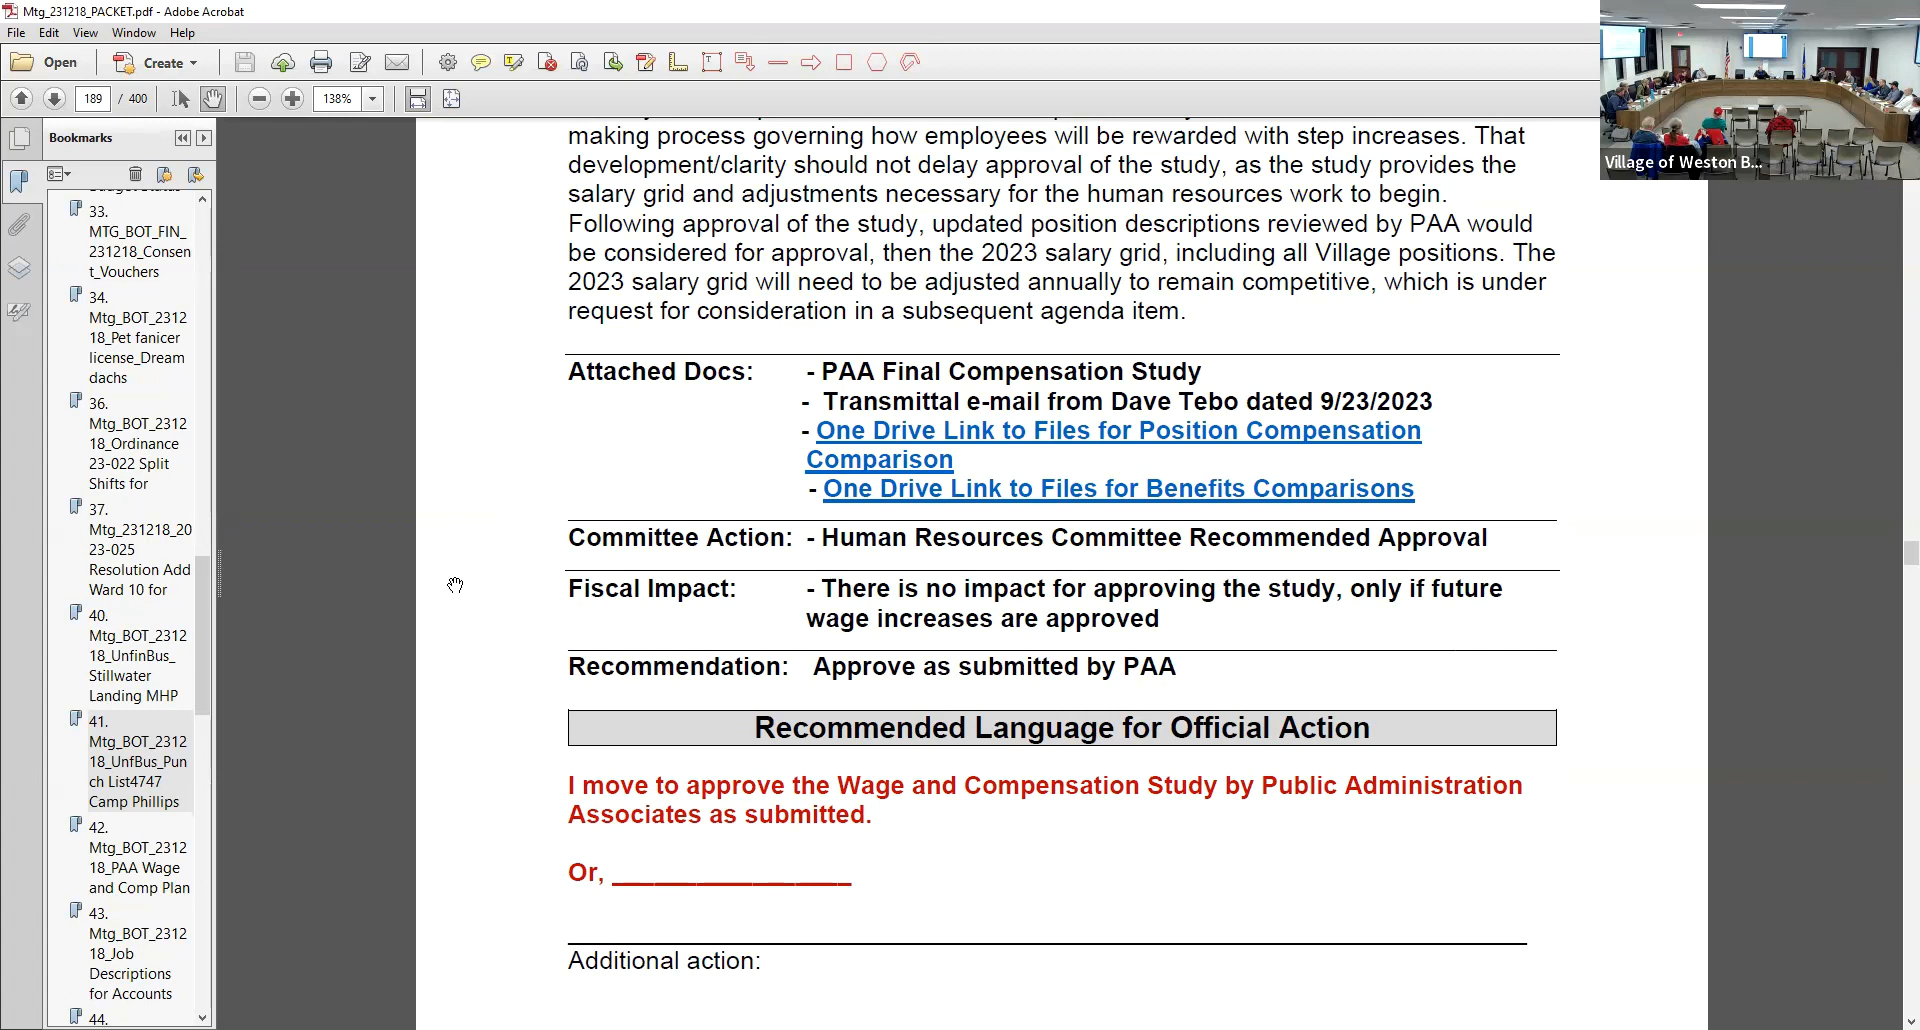 Mtg_231218_PACKET.pdf - Adobe Acrobat
File Edit View Window Help
Open Create
189 / 400 138%
Bookmarks
33.
MTG_BOT_FIN_
231218_Consen
t_Vouchers
34.
Mtg_BOT_2312
18_Pet fanicer
license_Dream
dachs
36.
Mtg_BOT_2312
18_Ordinance
23-022 Split
Shifts for
37.
Mtg_231218_20
23-025
Resolution Add
Ward 10 for
40.
Mtg_BOT_2312
18_UnfinBus_
Stillwater
Landing MHP
41.
Mtg_BOT_2312
18_UnfBus_Pun
ch List4747
Camp Phillips
42.
Mtg_BOT_2312
18_PAA Wage
and Comp Plan
43.
Mtg_BOT_2312
18_Job
Descriptions
for Accounts
44.
making process governing how employees will be rewarded with step increases. That
development/clarity should not delay approval of the study, as the study provides the
salary grid and adjustments necessary for the human resources work to begin.
Following approval of the study, updated position descriptions reviewed by PAA would
be considered for approval, then the 2023 salary grid, including all Village positions. The
2023 salary grid will need to be adjusted annually to remain competitive, which is under
request for consideration in a subsequent agenda item.
Attached Docs: - PAA Final Compensation Study
- Transmittal e-mail from Dave Tebo dated 9/23/2023
- One Drive Link to Files for Position Compensation
Comparison
- One Drive Link to Files for Benefits Comparisons
Committee Action: - Human Resources Committee Recommended Approval
Fiscal Impact: - There is no impact for approving the study, only if future
wage increases are approved
Recommendation: Approve as submitted by PAA
Recommended Language for Official Action
I move to approve the Wage and Compensation Study by Public Administration
Associates as submitted.
Or, _________________
Additional action:
Village of Weston B...